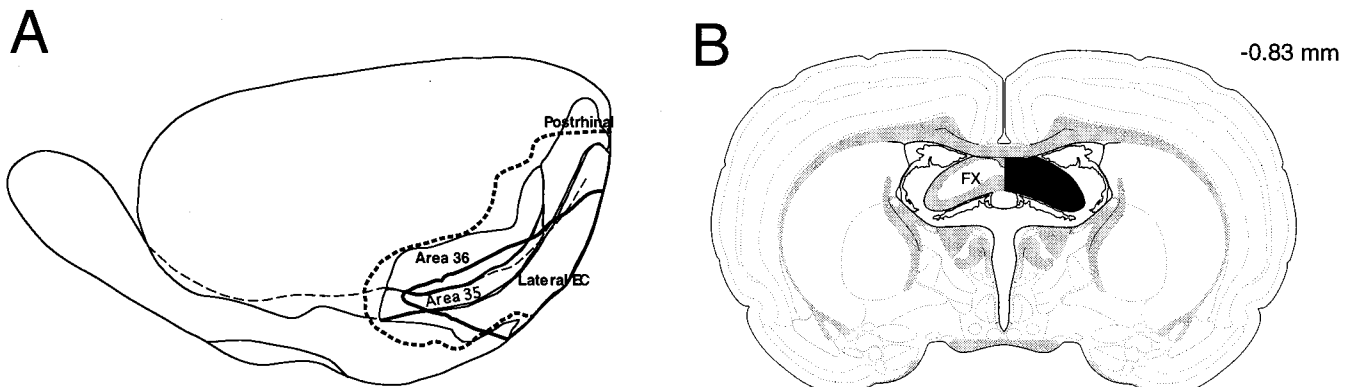 A
B
-0.83 mm
Postrhinal
FX
Area 36
Lateral EC
Area 35